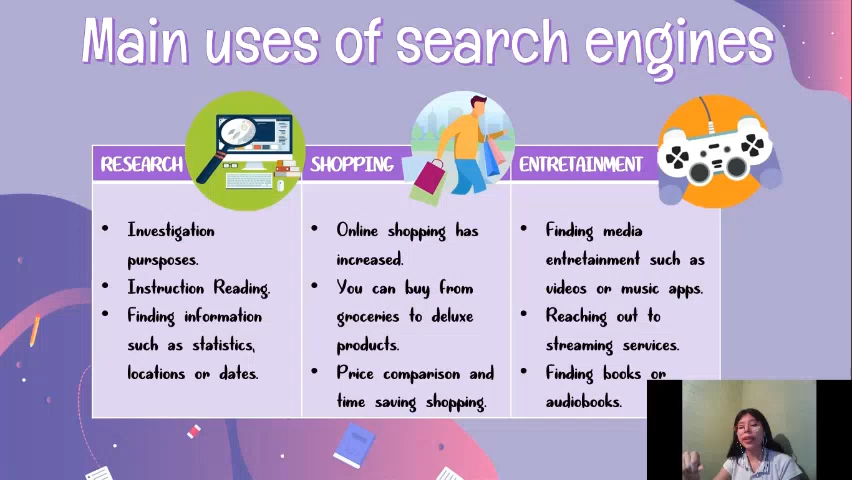 Main uses of search engines
RESEARCH
SHOPPING
ENTRETAINMENT
• Investigation
pursposes.
• Instruction Reading.
• Finding information
such as statistics,
locations or dates.
• Online shopping has
increased.
• You can buy from
groceries to deluxe
products.
• Price comparison and
time saving shopping.
• Finding media
entretainment such as
videos or music apps.
• Reaching out to
streaming services.
• Finding books or
audiobooks.